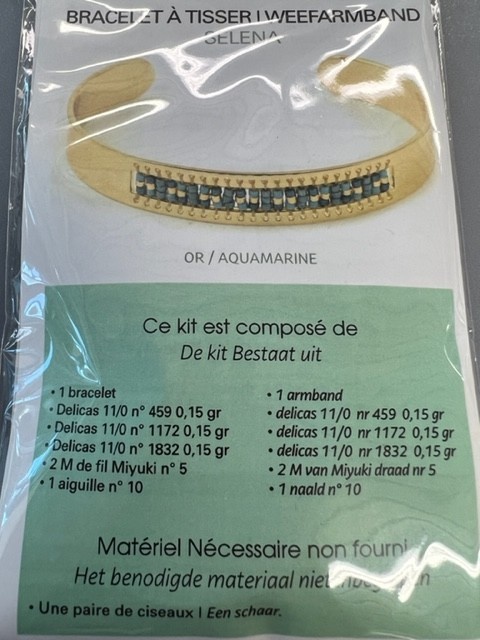 BRACELET À TISSER | WEEFARMBAND
SELENA
OR / AQUAMARINE
Ce kit est composé de
De kit Bestaat uit
• 1 bracelet
• Delicas 11/0 n° 459 0,15 gr
• Delicas 11/0 n° 1172 0,15 gr
• Delicas 11/0 n° 1832 0,15 gr
• 2 M de fil Miyuki n° 5
• 1 aiguille n° 10
• 1 armband
• delicas 11/0 nr 459 0,15 gr
• delicas 11/0 nr 1172 0,15 gr
• delicas 11/0 nr 1832 0,15 gr
• 2 M van Miyuki draad nr 5
• 1 naald n° 10
Matériel Nécessaire non fourni
Het benodigde materiaal niet
• Une paire de ciseaux | Een schaar.